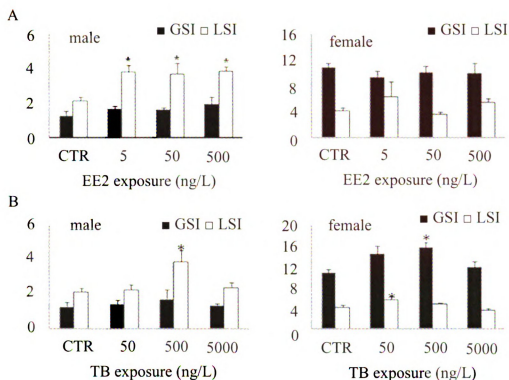 A
male
GSI LSI
6
4
2
0
* * *
CTR 5 50 500
EE2 exposure (ng/L)
female
GSI LSI
16
12
8
4
0
CTR 5 50 500
EE2 exposure (ng/L)
B
male
GSI LSI
6
4
2
0
*
CTR 50 500 5000
TB exposure (ng/L)
female
GSI LSI
20
16
12
8
4
0
* *
CTR 50 500 5000
TB exposure (ng/L)